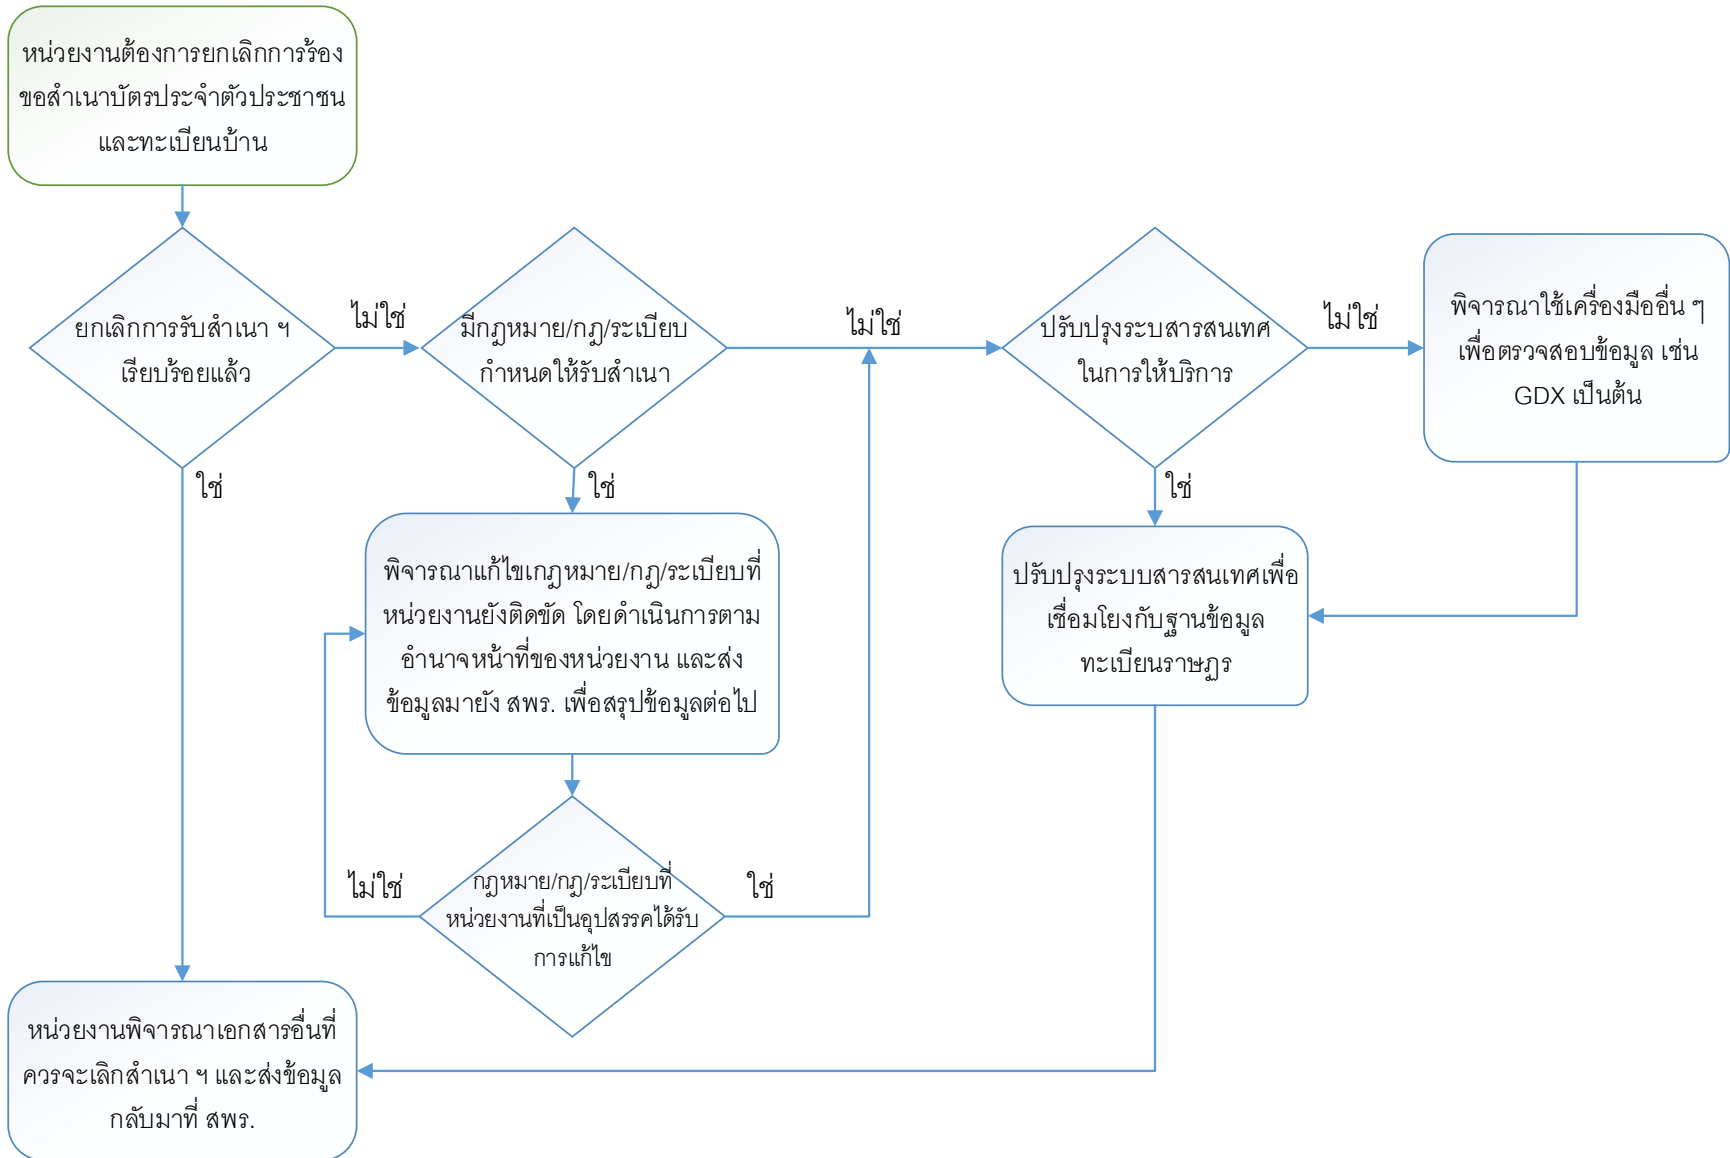 หน่วยงานต้องการยกเลิกการร้อง
ขอสำเนาบัตรประจำตัวประชาชน
และทะเบียนบ้าน
ยกเลิกการรับสำเนา ฯ
เรียบร้อยแล้ว
ไม่ใช่
มีกฎหมาย/กฎ/ระเบียบ
กำหนดให้รับสำเนา
ไม่ใช่
ปรับปรุงระบสารสนเทศ
ในการให้บริการ
ไม่ใช่
พิจารณาใช้เครื่องมืออื่น ๆ
เพื่อตรวจสอบข้อมูล เช่น
GDX เป็นต้น
ใช่
ใช่
ใช่
พิจารณาแก้ไขเกฎหมาย/กฎ/ระเบียบที่
หน่วยงานยังติดขัด โดยดำเนินการตาม
อำนาจหน้าที่ของหน่วยงาน และส่ง
ข้อมูลมายัง สพร. เพื่อสรุปข้อมูลต่อไป
ปรับปรุงระบบสารสนเทศเพื่อ
เชื่อมโยงกับฐานข้อมูล
ทะเบียนราษฎร
ไม่ใช่
กฎหมาย/กฎ/ระเบียบที่
หน่วยงานที่เป็นอุปสรรคได้รับ
การแก้ไข
ใช่
หน่วยงานพิจารณาเอกสารอื่นที่
ควรจะเลิกสำเนา ฯ และส่งข้อมูล
กลับมาที่ สพร.